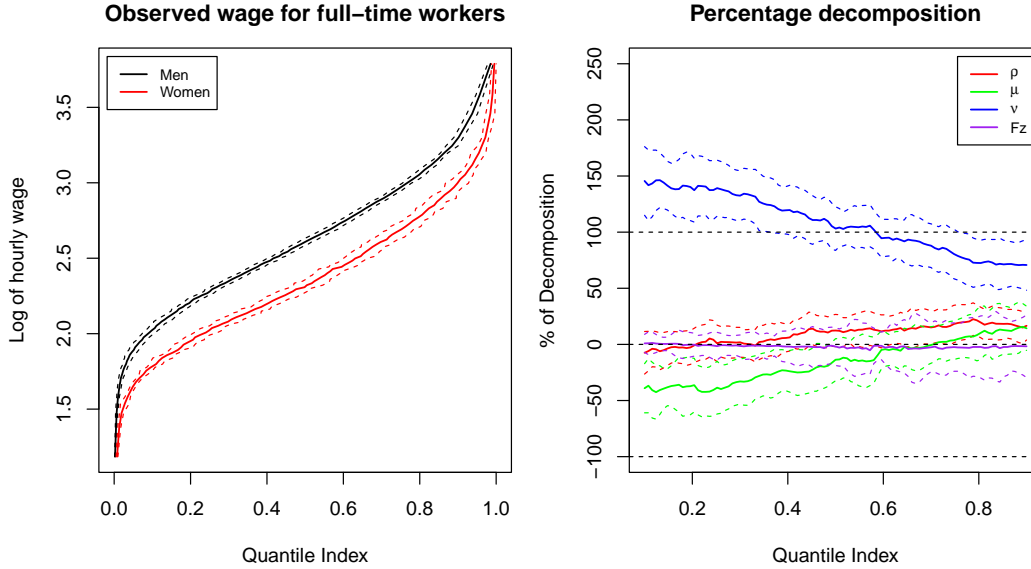 Observed wage for full−time workers
Men
Women
Log of hourly wage
1.5
2.0
2.5
3.0
3.5
0.0
0.2
0.4
0.6
0.8
1.0
Quantile Index
Percentage decomposition
ρ
μ
ν
Fz
% of Decomposition
−100
−50
0
50
100
150
200
250
0.2
0.4
0.6
0.8
Quantile Index